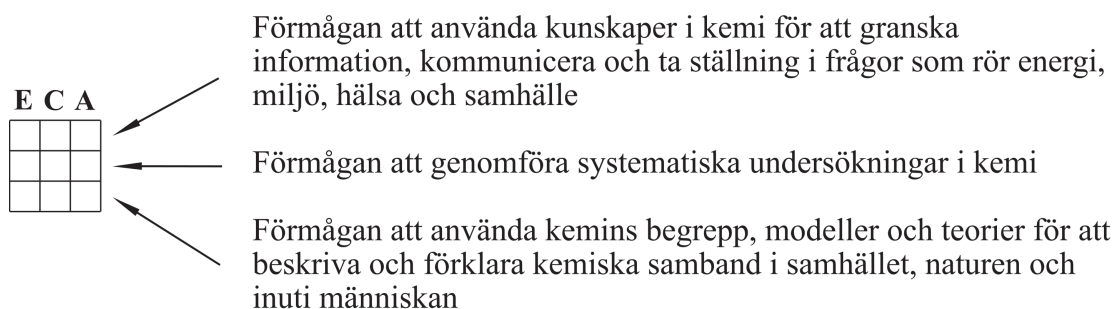 Förmågan att använda kunskaper i kemi för att granska
information, kommunicera och ta ställning i frågor som rör energi,
miljö, hälsa och samhälle
E C A
Förmågan att genomföra systematiska undersökningar i kemi
Förmågan att använda kemins begrepp, modeller och teorier för att
beskriva och förklara kemiska samband i samhället, naturen och
inuti människan